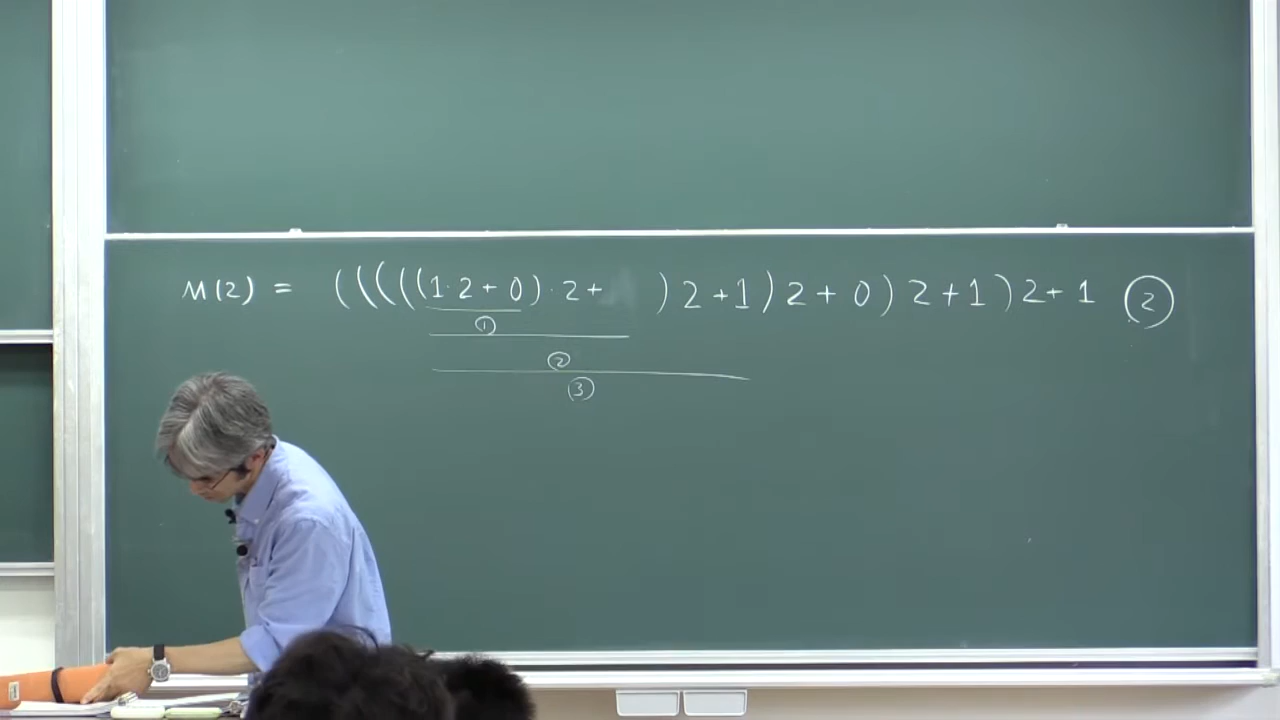 M(2) = (((((1·2+0)·2+ )2+1)2+0)2+1)2+1 ②
①
②
③